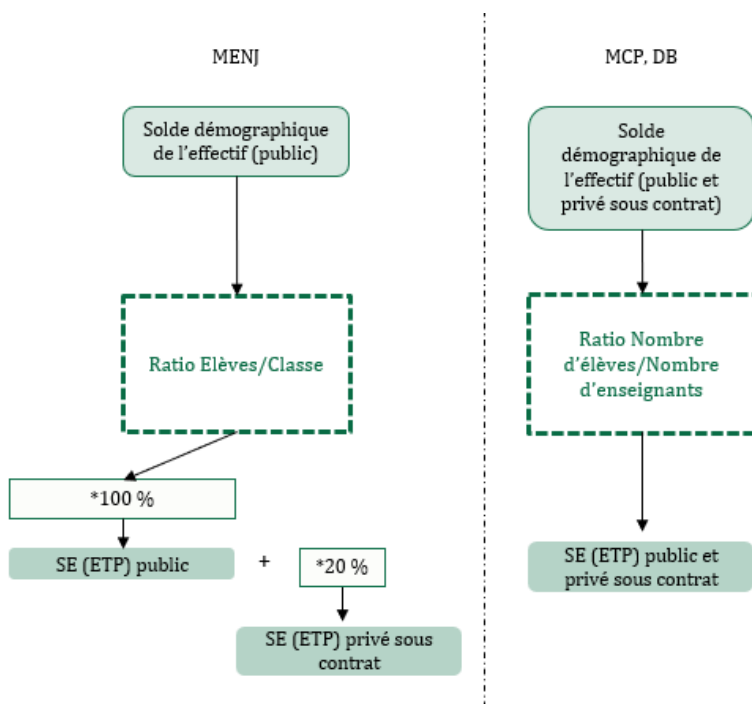 MENJ
Solde démographique
de l'effectif (public)
Ratio Elèves/Classe
*100 %
SE (ETP) public
+
*20 %
SE (ETP) privé sous
contrat
MCP, DB
Solde
démographique de
l'effectif (public et
privé sous contrat)
Ratio Nombre
d'élèves/Nombre
d'enseignants
SE (ETP) public et
privé sous contrat